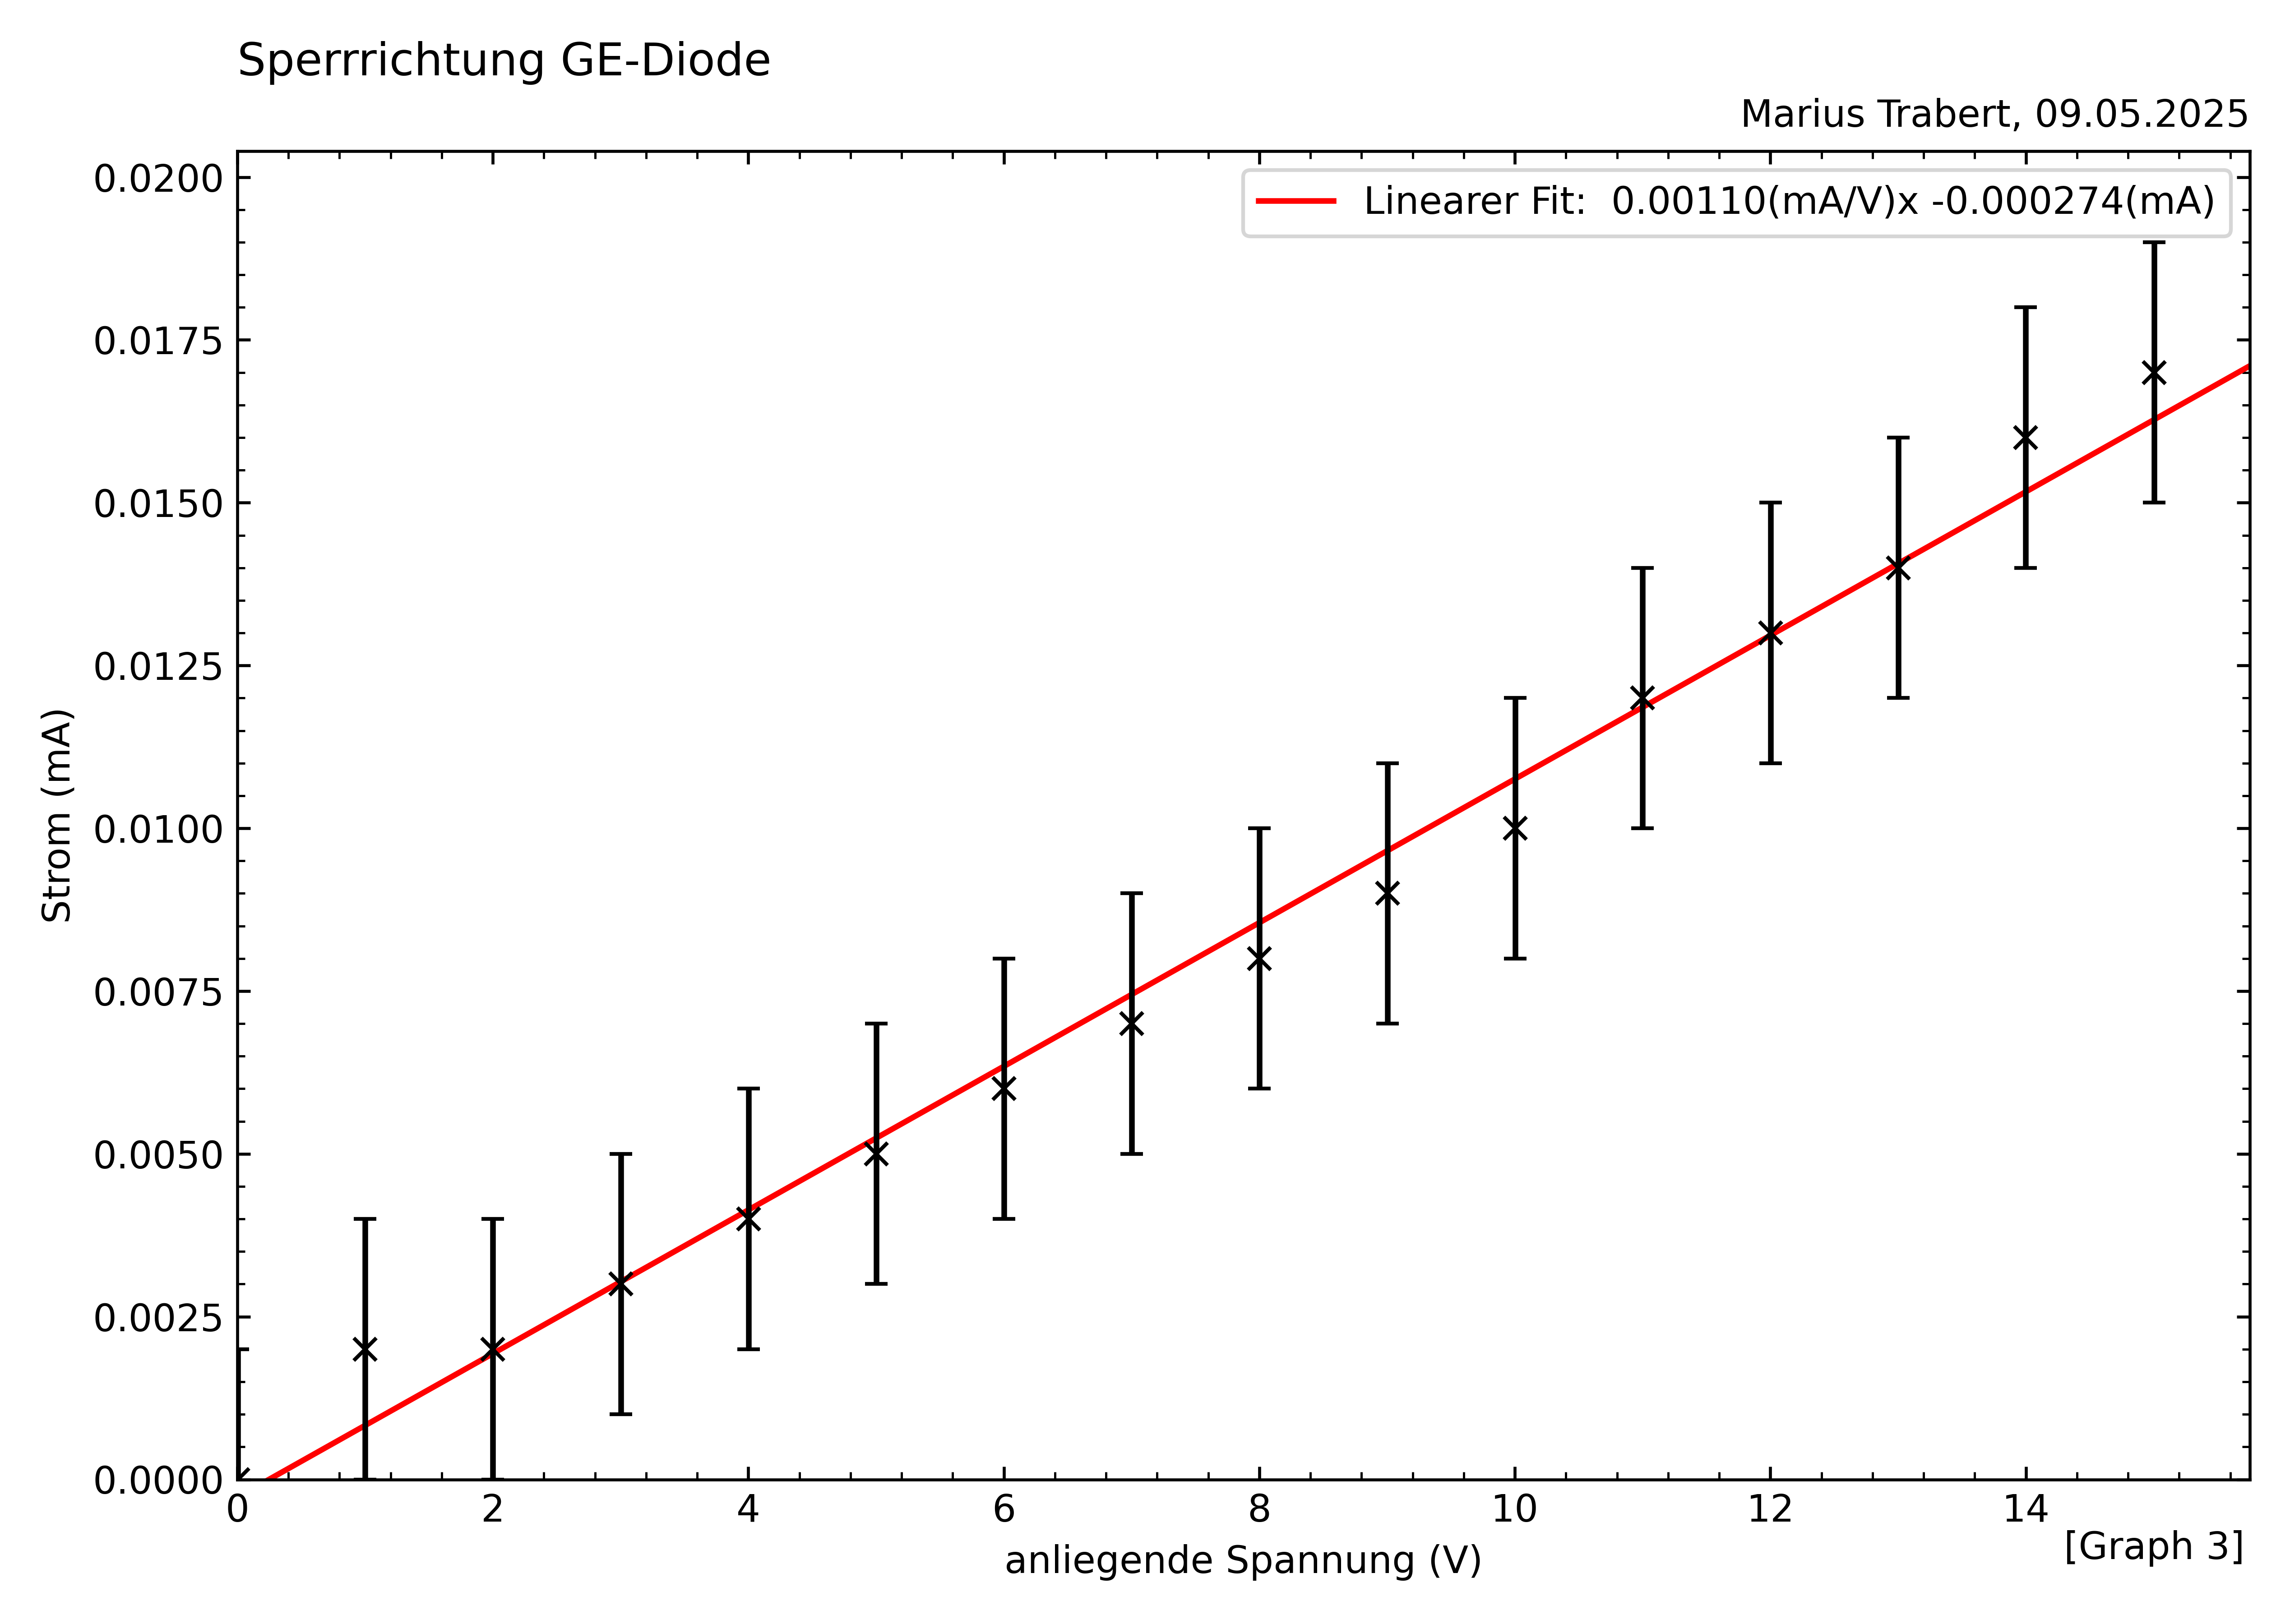 Sperrrichtung GE-Diode
Marius Trabert, 09.05.2025
Linearer Fit:  0.00110(mA/V)x -0.000274(mA)
0.0200
0.0175
0.0150
0.0125
0.0100
0.0075
0.0050
0.0025
0.0000
Strom (mA)
0 2 4 6 8 10 12 14
anliegende Spannung (V)
[Graph 3]